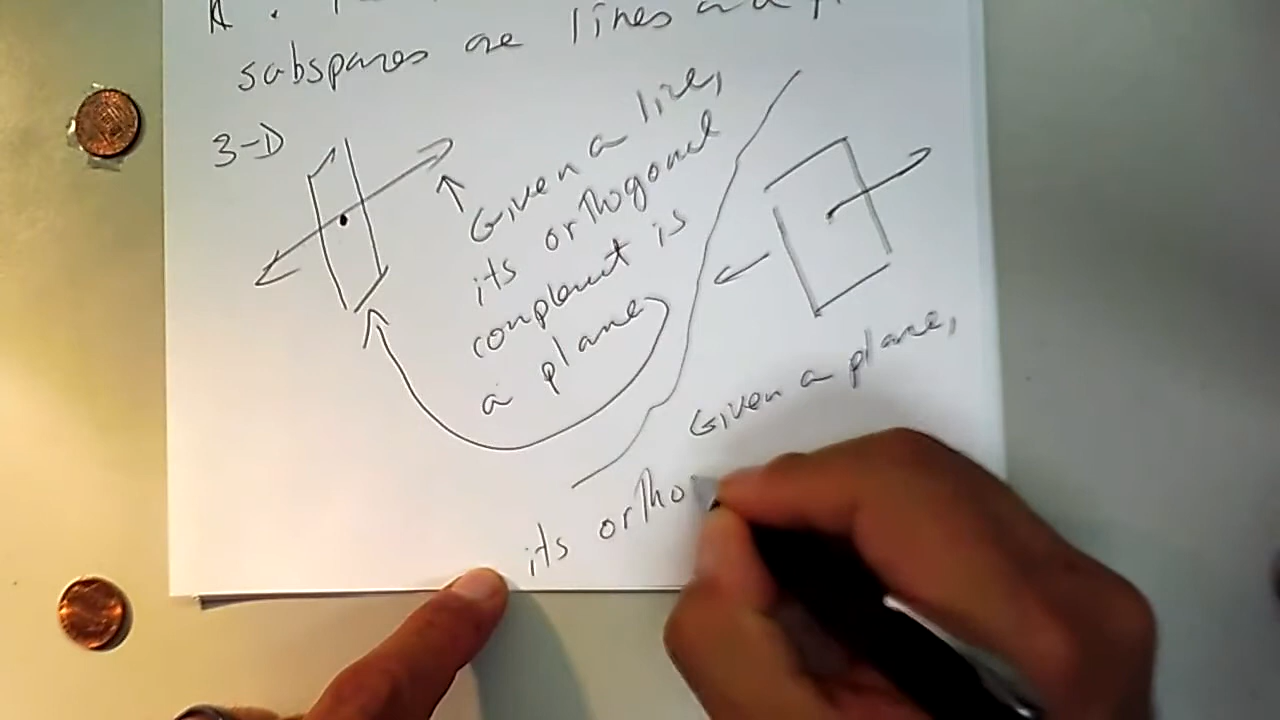 subspaces are lines
3-D
Given a line,
its orthogonal
complement is
a plane
Given a plane,
its ortho